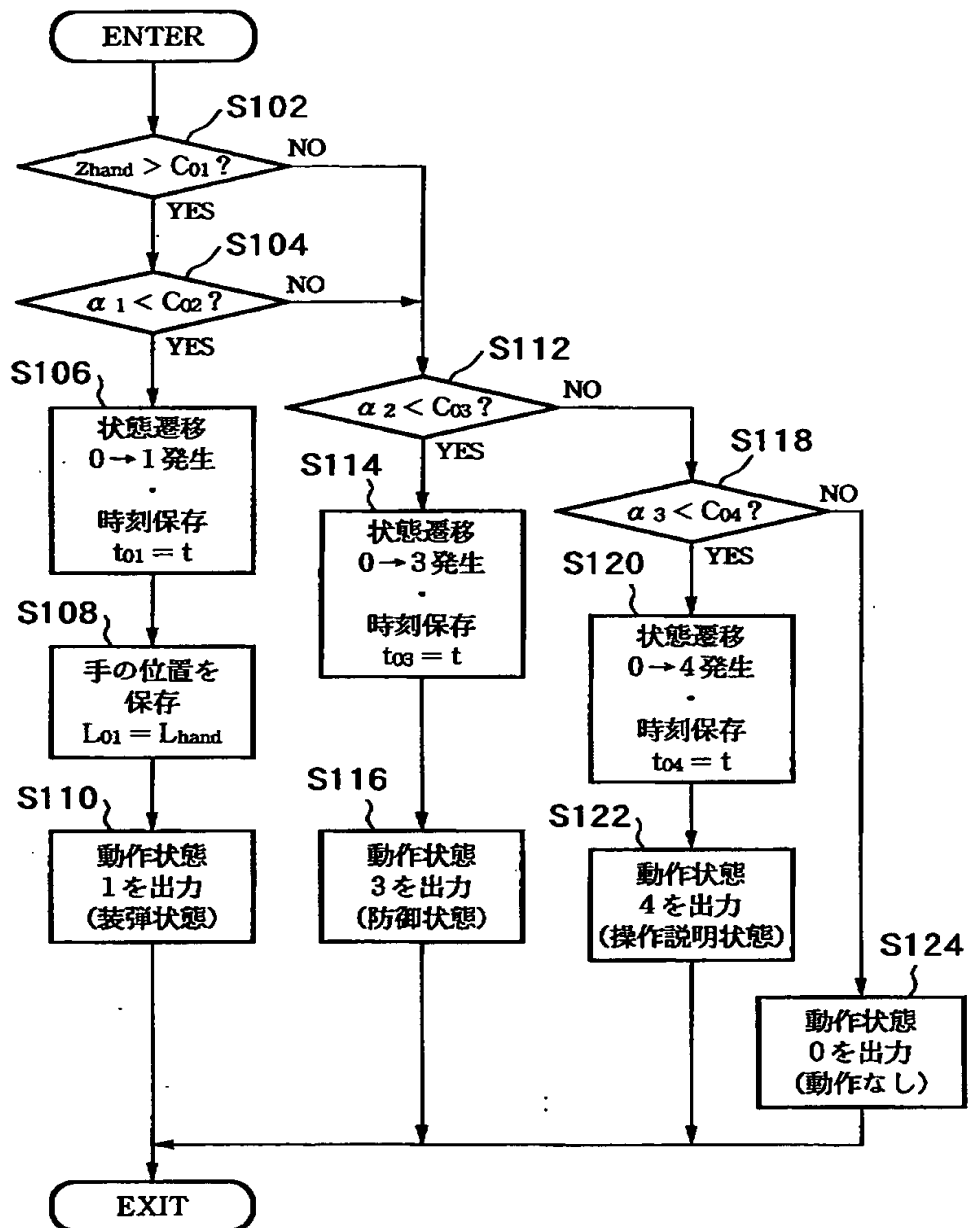 ENTER
S102
Zhand > C01 ?
NO
YES
S104
α 1 < C02 ?
NO
YES
S106
状態遷移
0→1 発生
・
時刻保存
t01 = t
S108
手の位置を
保存
L01 = Lhand
S110
動作状態
1 を出力
(装弾状態)
S112
α 2 < C03 ?
NO
YES
S114
状態遷移
0→3 発生
・
時刻保存
t03 = t
S116
動作状態
3 を出力
(防御状態)
S118
α 3 < C04 ?
NO
YES
S120
状態遷移
0→4 発生
・
時刻保存
t04 = t
S122
動作状態
4 を出力
(操作説明状態)
S124
動作状態
0 を出力
(動作なし)
EXIT